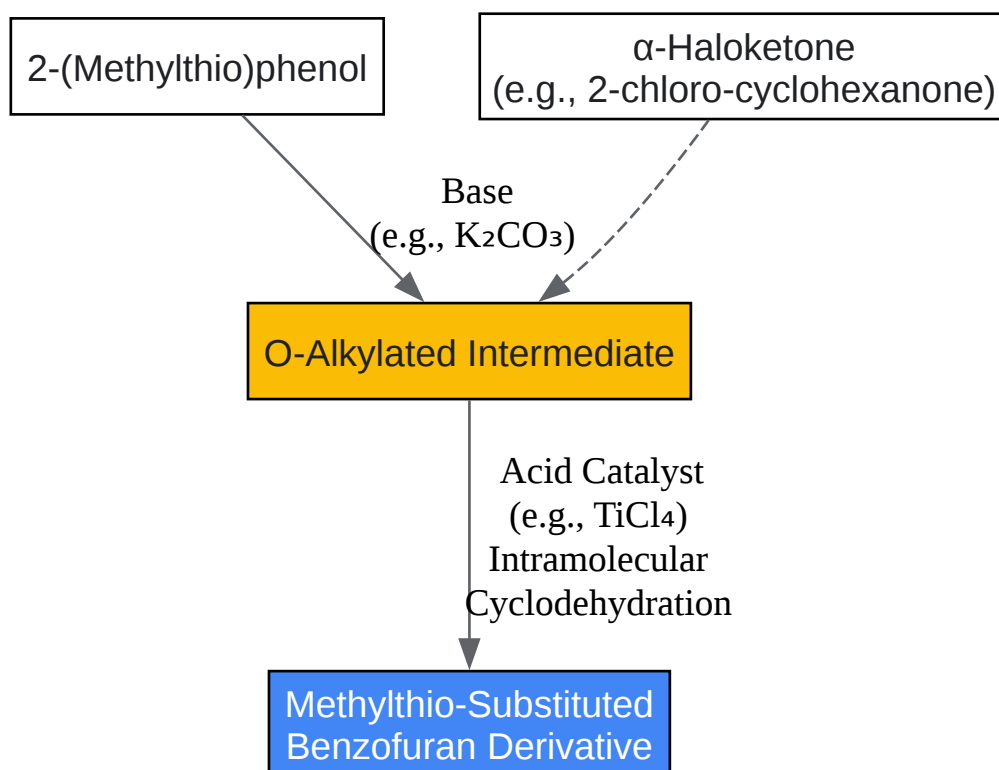 2-(Methylthio)phenol
α-Haloketone
(e.g., 2-chloro-cyclohexanone)
Base
(e.g., K₂CO₃)
O-Alkylated Intermediate
Acid Catalyst
(e.g., TiCl₄)
Intramolecular
Cyclodehydration
Methylthio-Substituted
Benzofuran Derivative